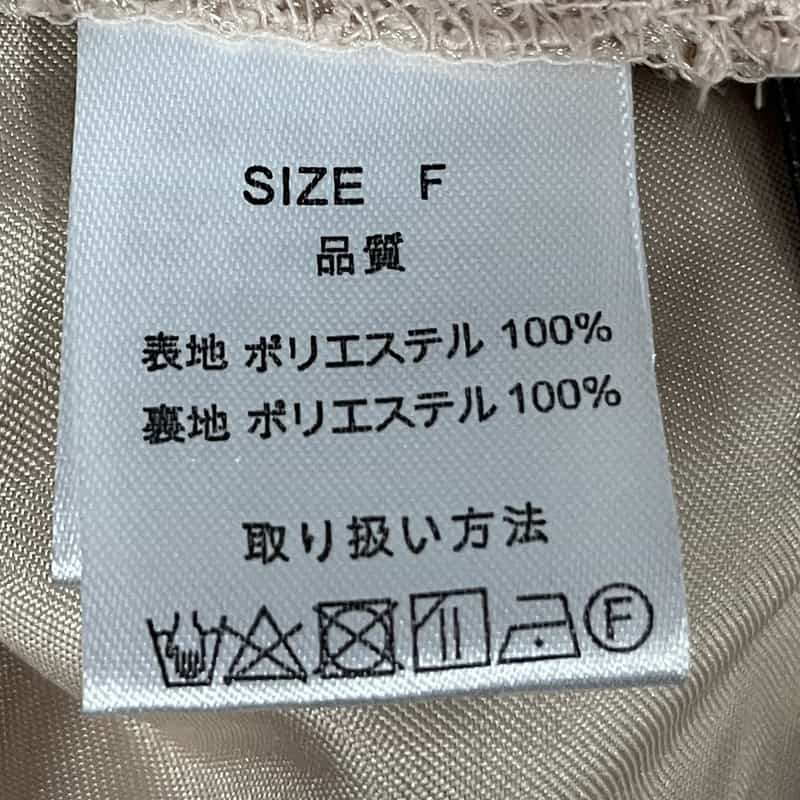 SIZE F
品質
表地 ポリエステル 100%
裏地 ポリエステル 100%
取り扱い方法
F